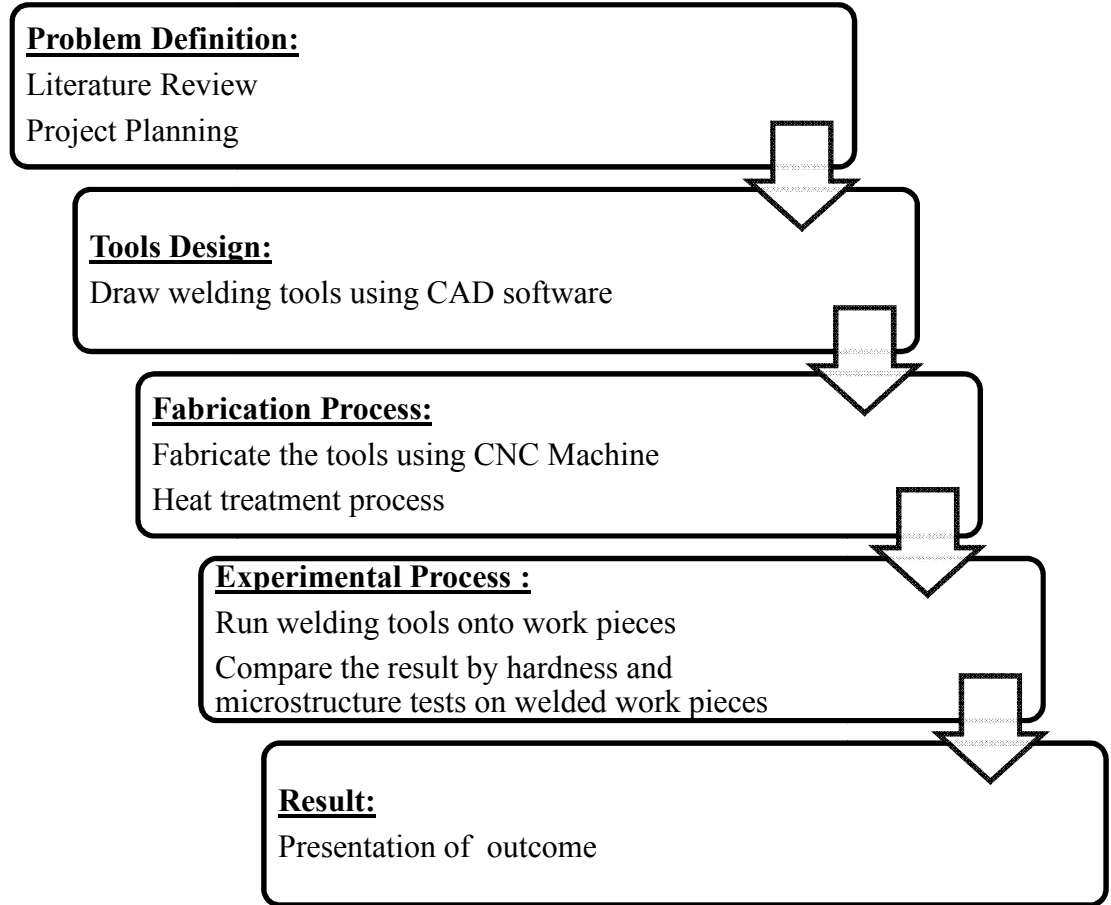 Problem Definition:
Literature Review
Project Planning
Tools Design:
Draw welding tools using CAD software
Fabrication Process:
Fabricate the tools using CNC Machine
Heat treatment process
Experimental Process :
Run welding tools onto work pieces
Compare the result by hardness and
microstructure tests on welded work pieces
Result:
Presentation of outcome